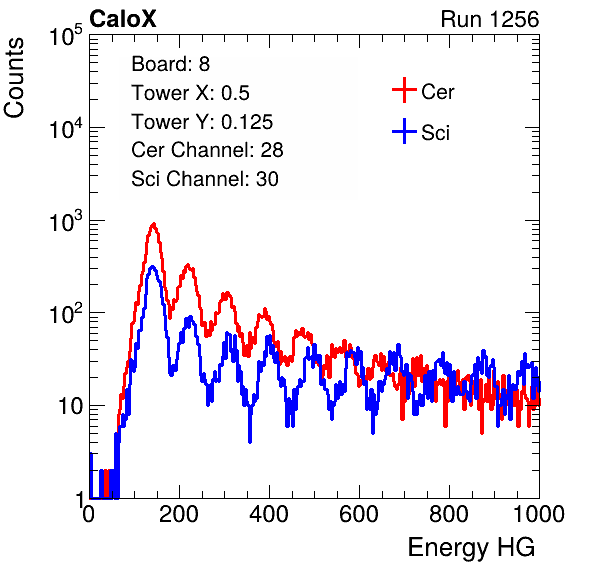 CaloX
Run 1256
Counts
Board: 8
Tower X: 0.5
Tower Y: 0.125
Cer Channel: 28
Sci Channel: 30
Cer
Sci
10^5
10^4
10^3
10^2
10
1
0 200 400 600 800 1000
Energy HG